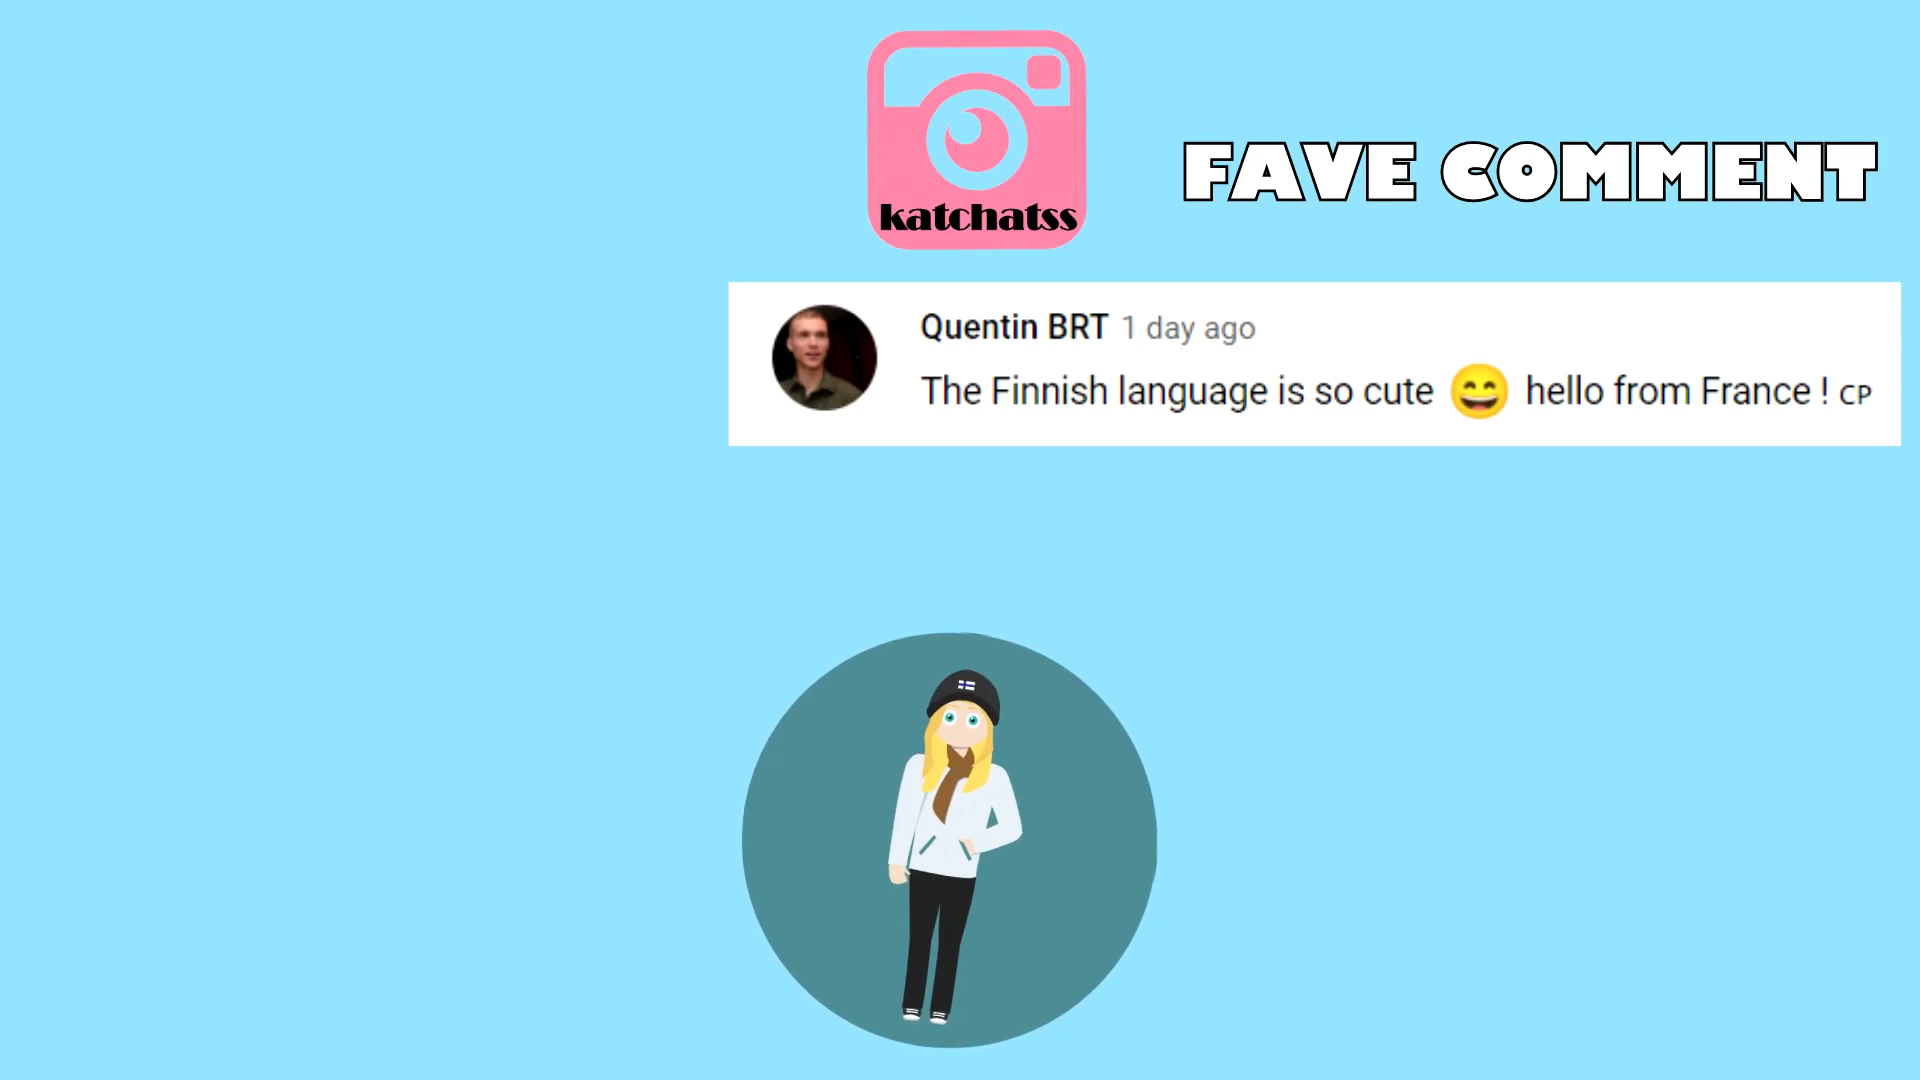 katchatss
FAVE COMMENT
Quentin BRT 1 day ago
The Finnish language is so cute 😄 hello from France ! CP